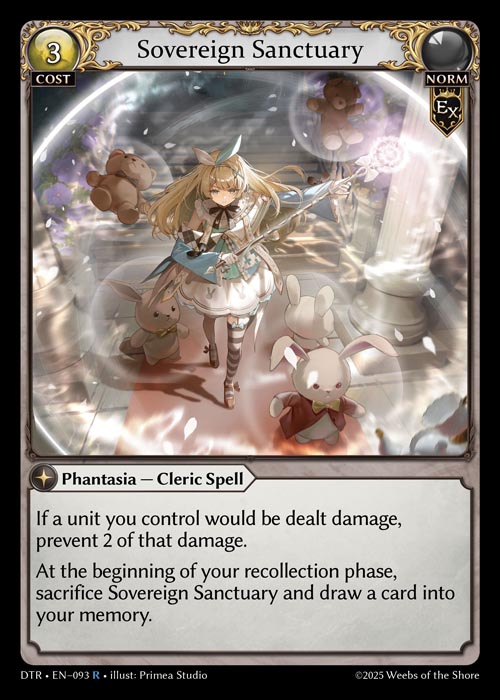 3
Sovereign Sanctuary
COST
NORM
Ex
Phantasia — Cleric Spell
If a unit you control would be dealt damage,
prevent 2 of that damage.
At the beginning of your recollection phase,
sacrifice Sovereign Sanctuary and draw a card into
your memory.
DTR • EN-093 R • illust: Primea Studio
©2025 Weebs of the Shore